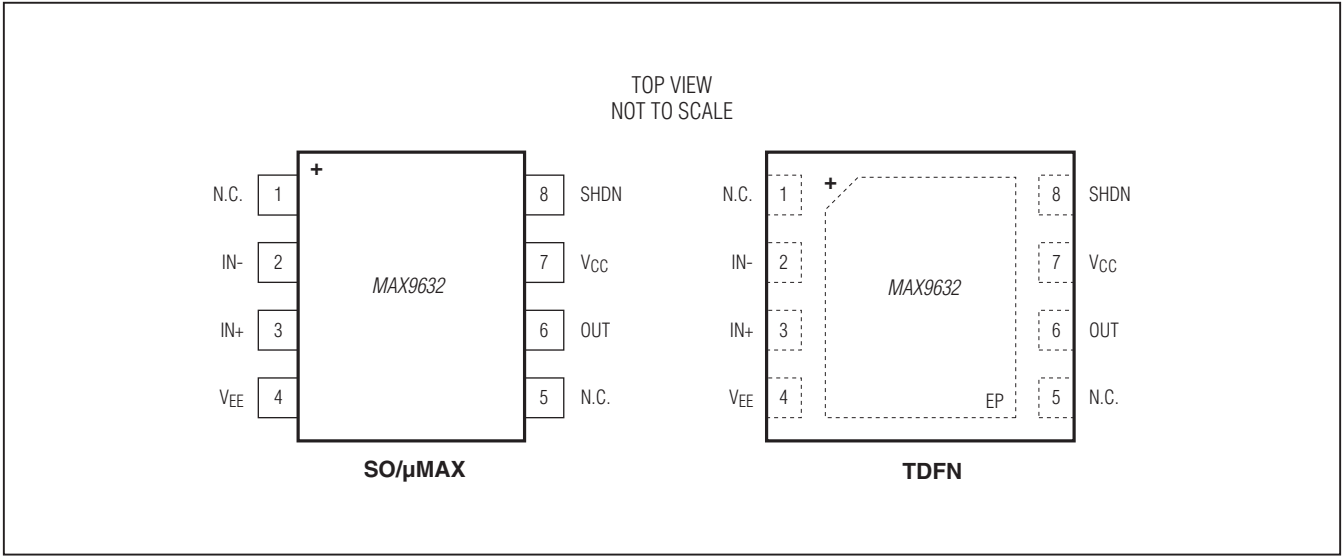 TOP VIEW
NOT TO SCALE
+
N.C. 1
8 SHDN
IN- 2
7 VCC
MAX9632
IN+ 3
6 OUT
VEE 4
5 N.C.
SO/µMAX
+
N.C. 1
8 SHDN
IN- 2
7 VCC
MAX9632
IN+ 3
6 OUT
VEE 4
EP
5 N.C.
TDFN